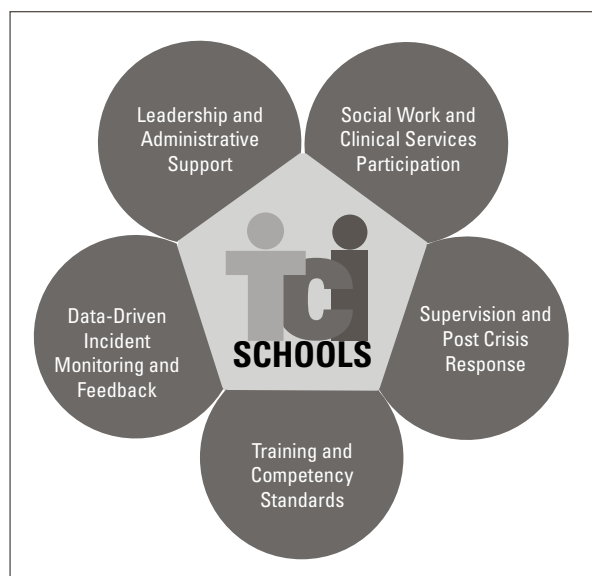 Leadership and
Administrative
Support
Social Work and
Clinical Services
Participation
TCI
SCHOOLS
Data-Driven
Incident
Monitoring and
Feedback
Supervision and
Post Crisis
Response
Training and
Competency
Standards